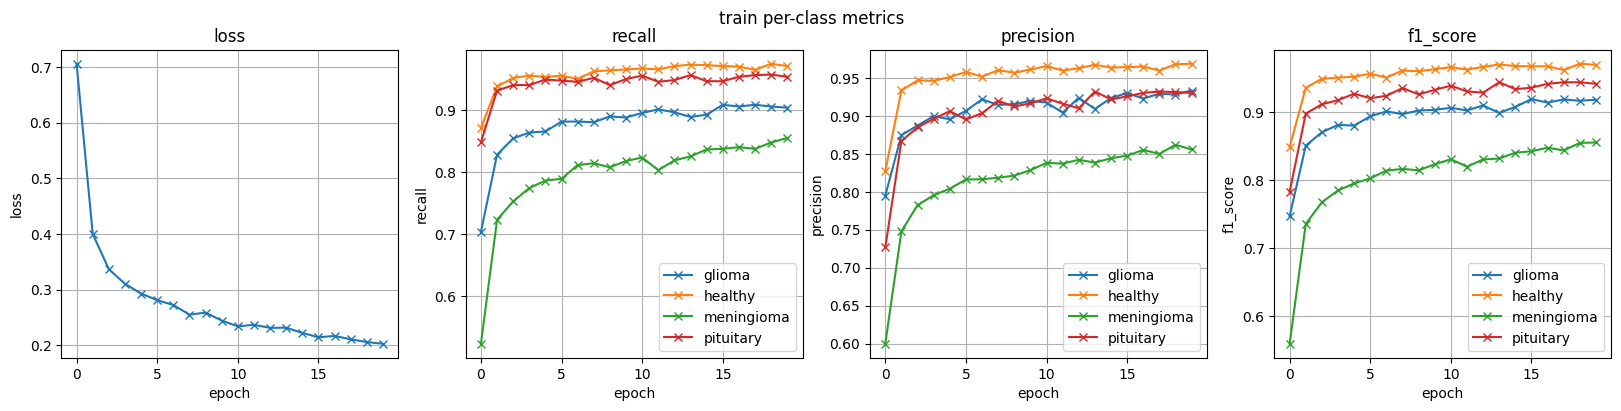 train per-class metrics
loss
loss
0.7
0.6
0.5
0.4
0.3
0.2
0
5
10
15
epoch
recall
recall
0.9
0.8
0.7
0.6
glioma
healthy
meningioma
pituitary
0
5
10
15
epoch
precision
precision
0.95
0.90
0.85
0.80
0.75
0.70
0.65
0.60
glioma
healthy
meningioma
pituitary
0
5
10
15
epoch
f1_score
f1_score
0.9
0.8
0.7
0.6
glioma
healthy
meningioma
pituitary
0
5
10
15
epoch